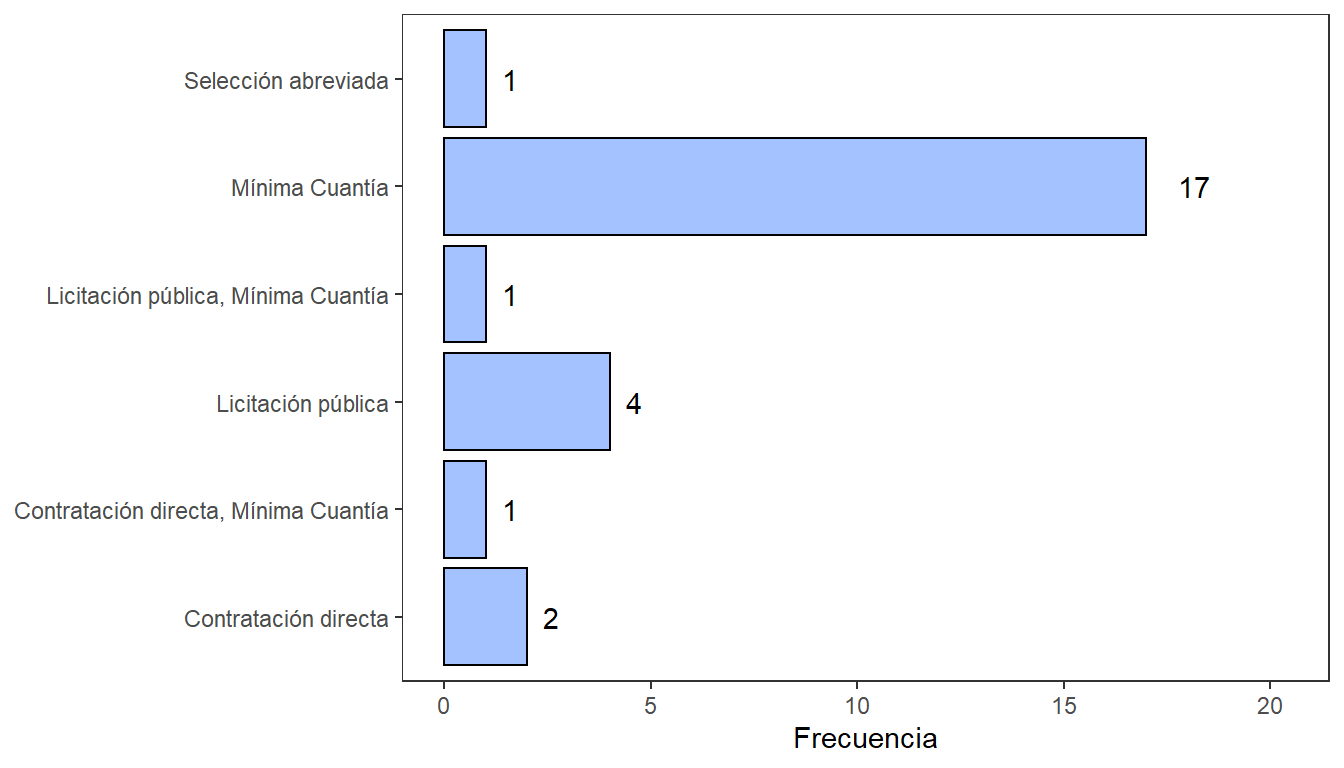 Selección abreviada
1
Mínima Cuantía
17
Licitación pública, Mínima Cuantía
1
Licitación pública
4
Contratación directa, Mínima Cuantía
1
Contratación directa
2
0 5 10 15 20
Frecuencia